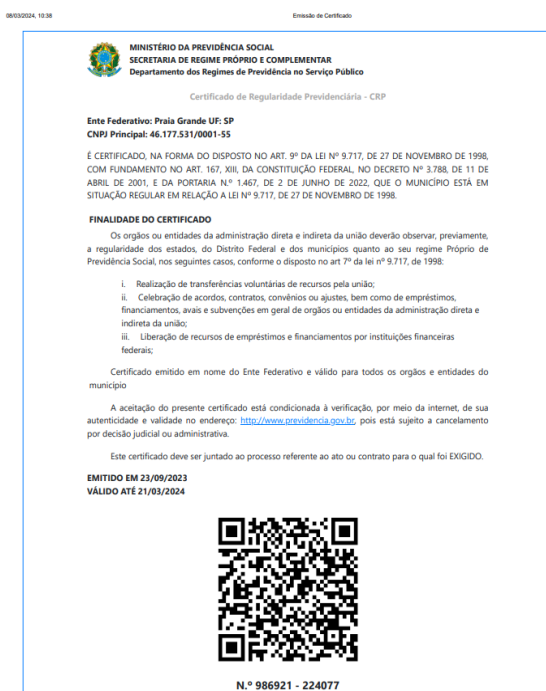 08/03/2024, 10:38
Emissão de Certificado
MINISTÉRIO DA PREVIDÊNCIA SOCIAL
SECRETARIA DE REGIME PRÓPRIO E COMPLEMENTAR
Departamento dos Regimes de Previdência no Serviço Público
Certificado de Regularidade Previdenciária - CRP
Ente Federativo: Praia Grande UF: SP
CNPJ Principal: 46.177.531/0001-55
É CERTIFICADO, NA FORMA DO DISPOSTO NO ART. 9º DA LEI Nº 9.717, DE 27 DE NOVEMBRO DE 1998,
COM FUNDAMENTO NO ART. 167, XIII, DA CONSTITUIÇÃO FEDERAL, NO DECRETO Nº 3.788, DE 11 DE
ABRIL DE 2001, E DA PORTARIA N.º 1.467, DE 2 DE JUNHO DE 2022, QUE O MUNICÍPIO ESTÁ EM
SITUAÇÃO REGULAR EM RELAÇÃO A LEI Nº 9.717, DE 27 DE NOVEMBRO DE 1998.
FINALIDADE DO CERTIFICADO
Os orgãos ou entidades da administração direta e indireta da união deverão observar, previamente,
a regularidade dos estados, do Distrito Federal e dos municípios quanto ao seu regime Próprio de
Previdência Social, nos seguintes casos, conforme o disposto no art 7º da lei nº 9.717, de 1998:
i. Realização de transferências voluntárias de recursos pela união;
ii. Celebração de acordos, contratos, convênios ou ajustes, bem como de empréstimos,
financiamentos, avais e subvenções em geral de orgãos ou entidades da administração direta e
indireta da união;
iii. Liberação de recursos de empréstimos e financiamentos por instituições financeiras
federais;
Certificado emitido em nome do Ente Federativo e válido para todos os orgãos e entidades do
município
A aceitação do presente certificado está condicionada à verificação, por meio da internet, de sua
autenticidade e validade no endereço: http://www.previdencia.gov.br, pois está sujeito a cancelamento
por decisão judicial ou administrativa.
Este certificado deve ser juntado ao processo referente ao ato ou contrato para o qual foi EXIGIDO.
EMITIDO EM 23/09/2023
VÁLIDO ATÉ 21/03/2024
N.º 986921 - 224077